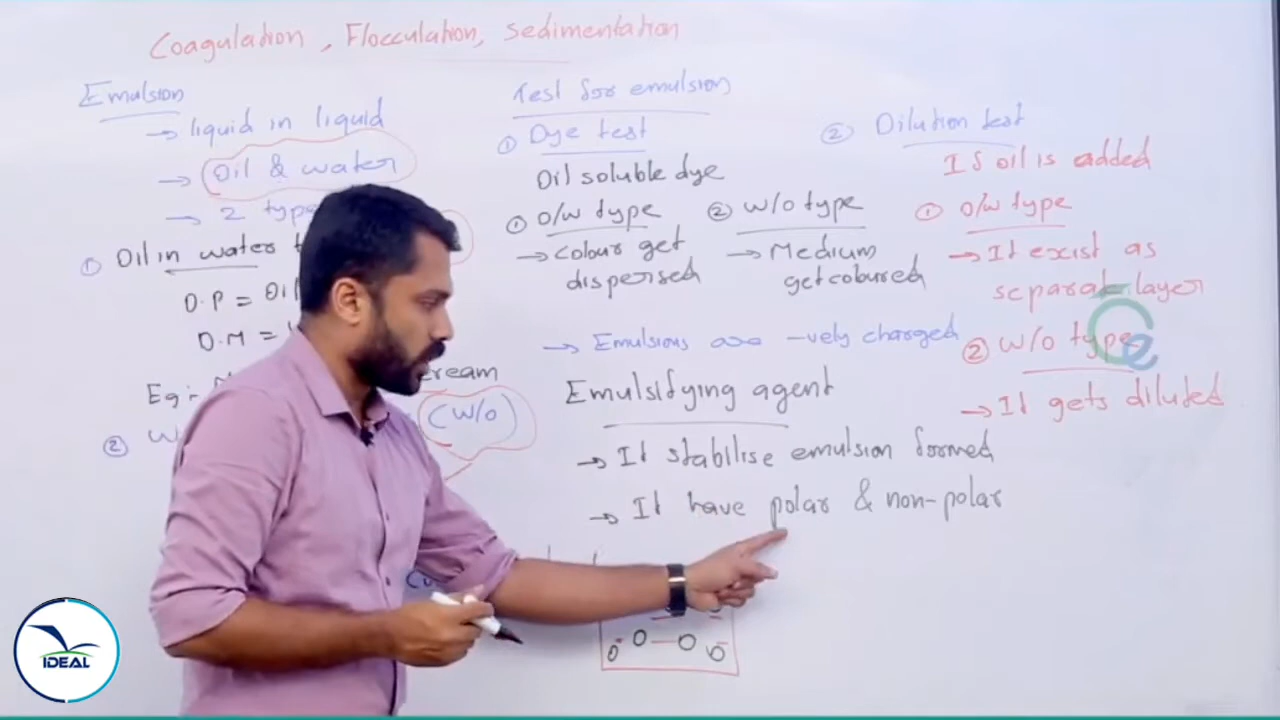 Coagulation, Flocculation, Sedimentation
Emulsion
→ liquid in liquid
→ Oil & water
→ 2 type
① Oil in water
D.P = Oil
D.M =
Eg:-
cream
②
(W/O)
Test for emulsion
① Dye test
Oil soluble dye
① O/W type
→ Colour get
dispersed
② W/O type
→ Medium
get coloured
→ Emulsions are -vely charged
Emulsifying agent
→ It stabilise emulsion formed
→ It have polar & non-polar
② Dilution test
If oil is added
① O/W type
→ It exist as
separate layer
② W/O type
→ It gets diluted
IDEAL